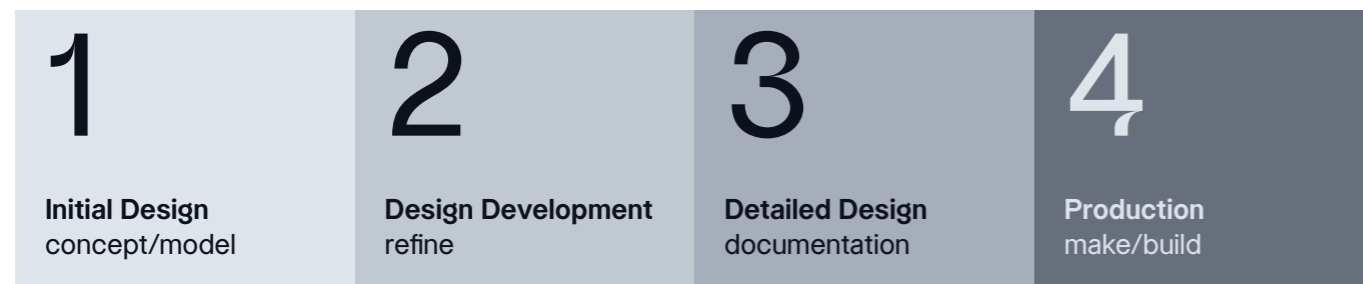 1
Initial Design
concept/model
2
Design Development
refine
3
Detailed Design
documentation
4
Production
make/build